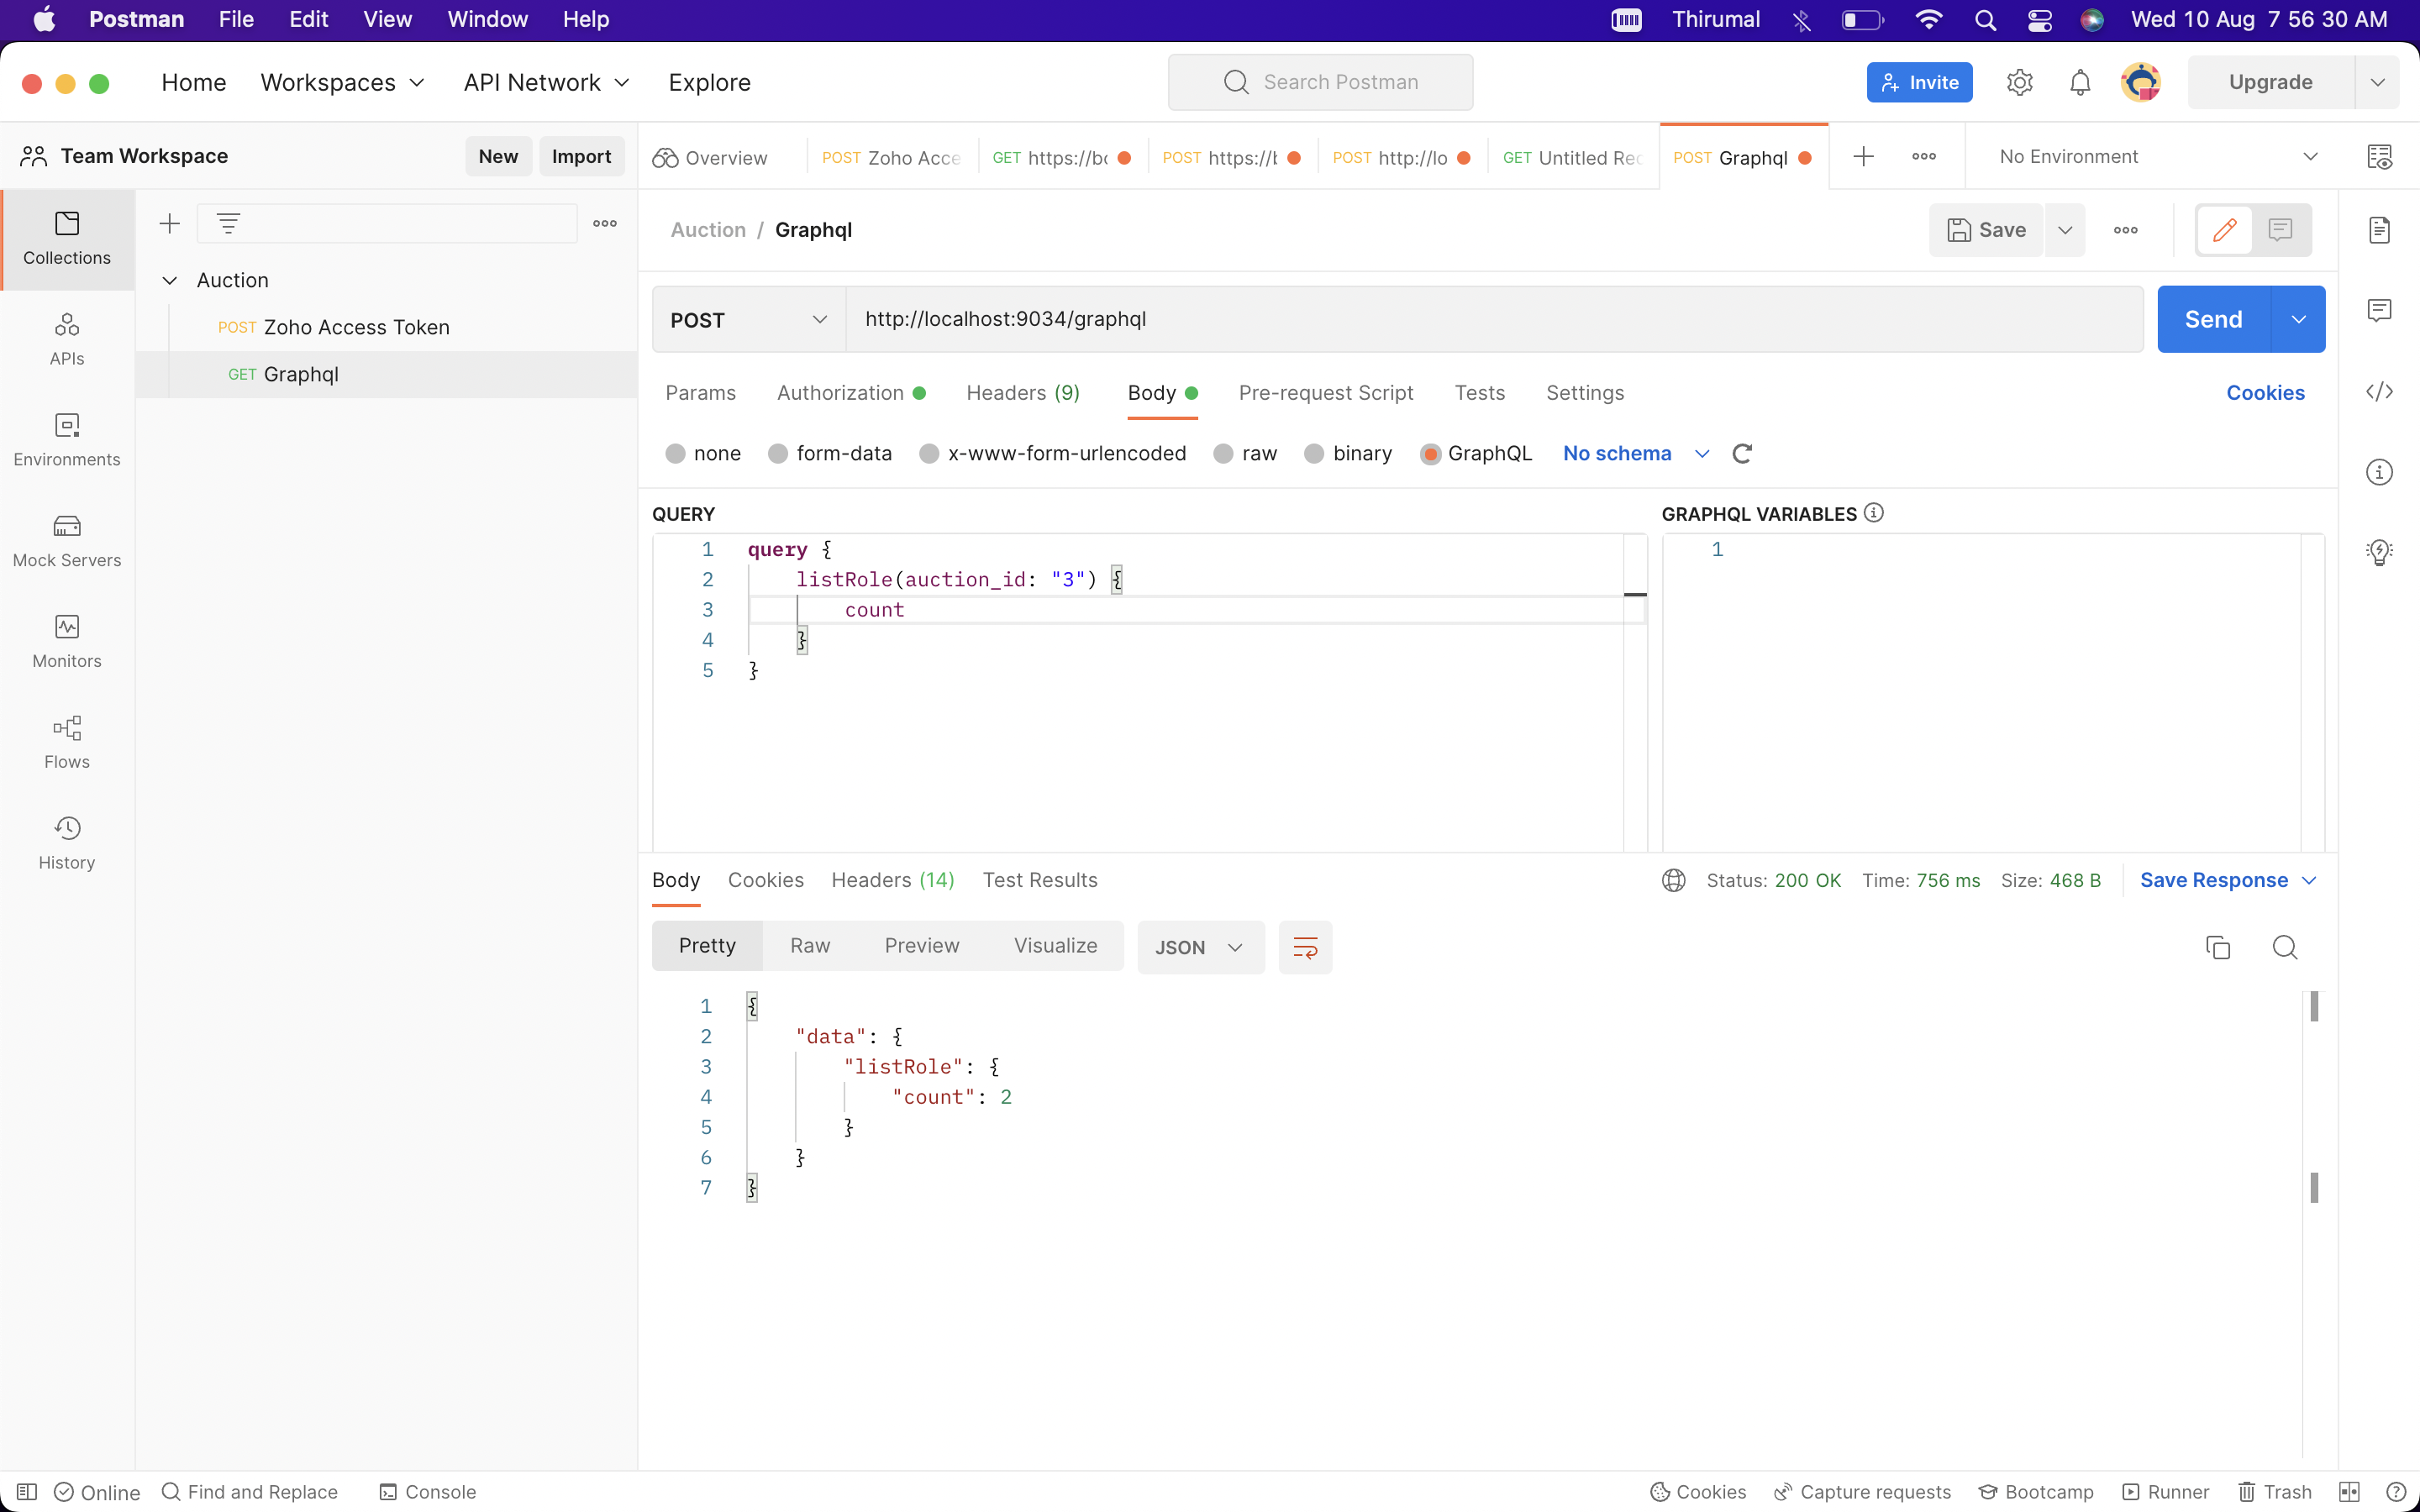 Postman File Edit View Window Help Thirumal Wed 10 Aug 7 56 30 AM
Home Workspaces API Network Explore Search Postman Invite Upgrade
Team Workspace New Import Overview POST Zoho Acce GET https://bo POST https://b POST http://lo GET Untitled Rec POST Graphql No Environment
Collections
Auction / Graphql Save
Auction
POST Zoho Access Token
GET Graphql
APIs
Environments
Mock Servers
Monitors
Flows
History
POST http://localhost:9034/graphql Send
Params Authorization Headers (9) Body Pre-request Script Tests Settings Cookies
none form-data x-www-form-urlencoded raw binary GraphQL No schema
QUERY
1 query {
2 listRole(auction_id: "3") {
3 count
4 }
5 }
GRAPHQL VARIABLES
1
Body Cookies Headers (14) Test Results Status: 200 OK Time: 756 ms Size: 468 B Save Response
Pretty Raw Preview Visualize JSON
1 {
2 "data": {
3 "listRole": {
4 "count": 2
5 }
6 }
7 }
Online Find and Replace Console Cookies Capture requests Bootcamp Runner Trash